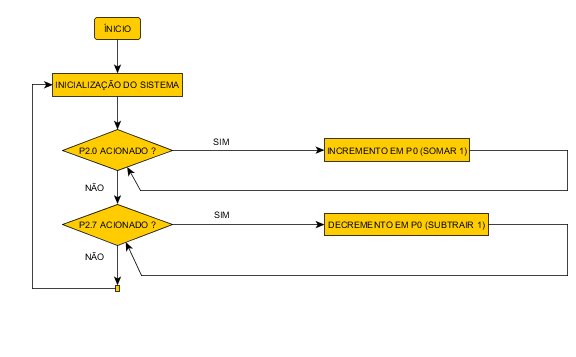 ÌNICIO
INICIALIZAÇÃO DO SISTEMA
P2.0 ACIONADO ?
SIM
INCREMENTO EM P0 (SOMAR 1)
NÃO
P2.7 ACIONADO ?
SIM
DECREMENTO EM P0 (SUBTRAIR 1)
NÃO